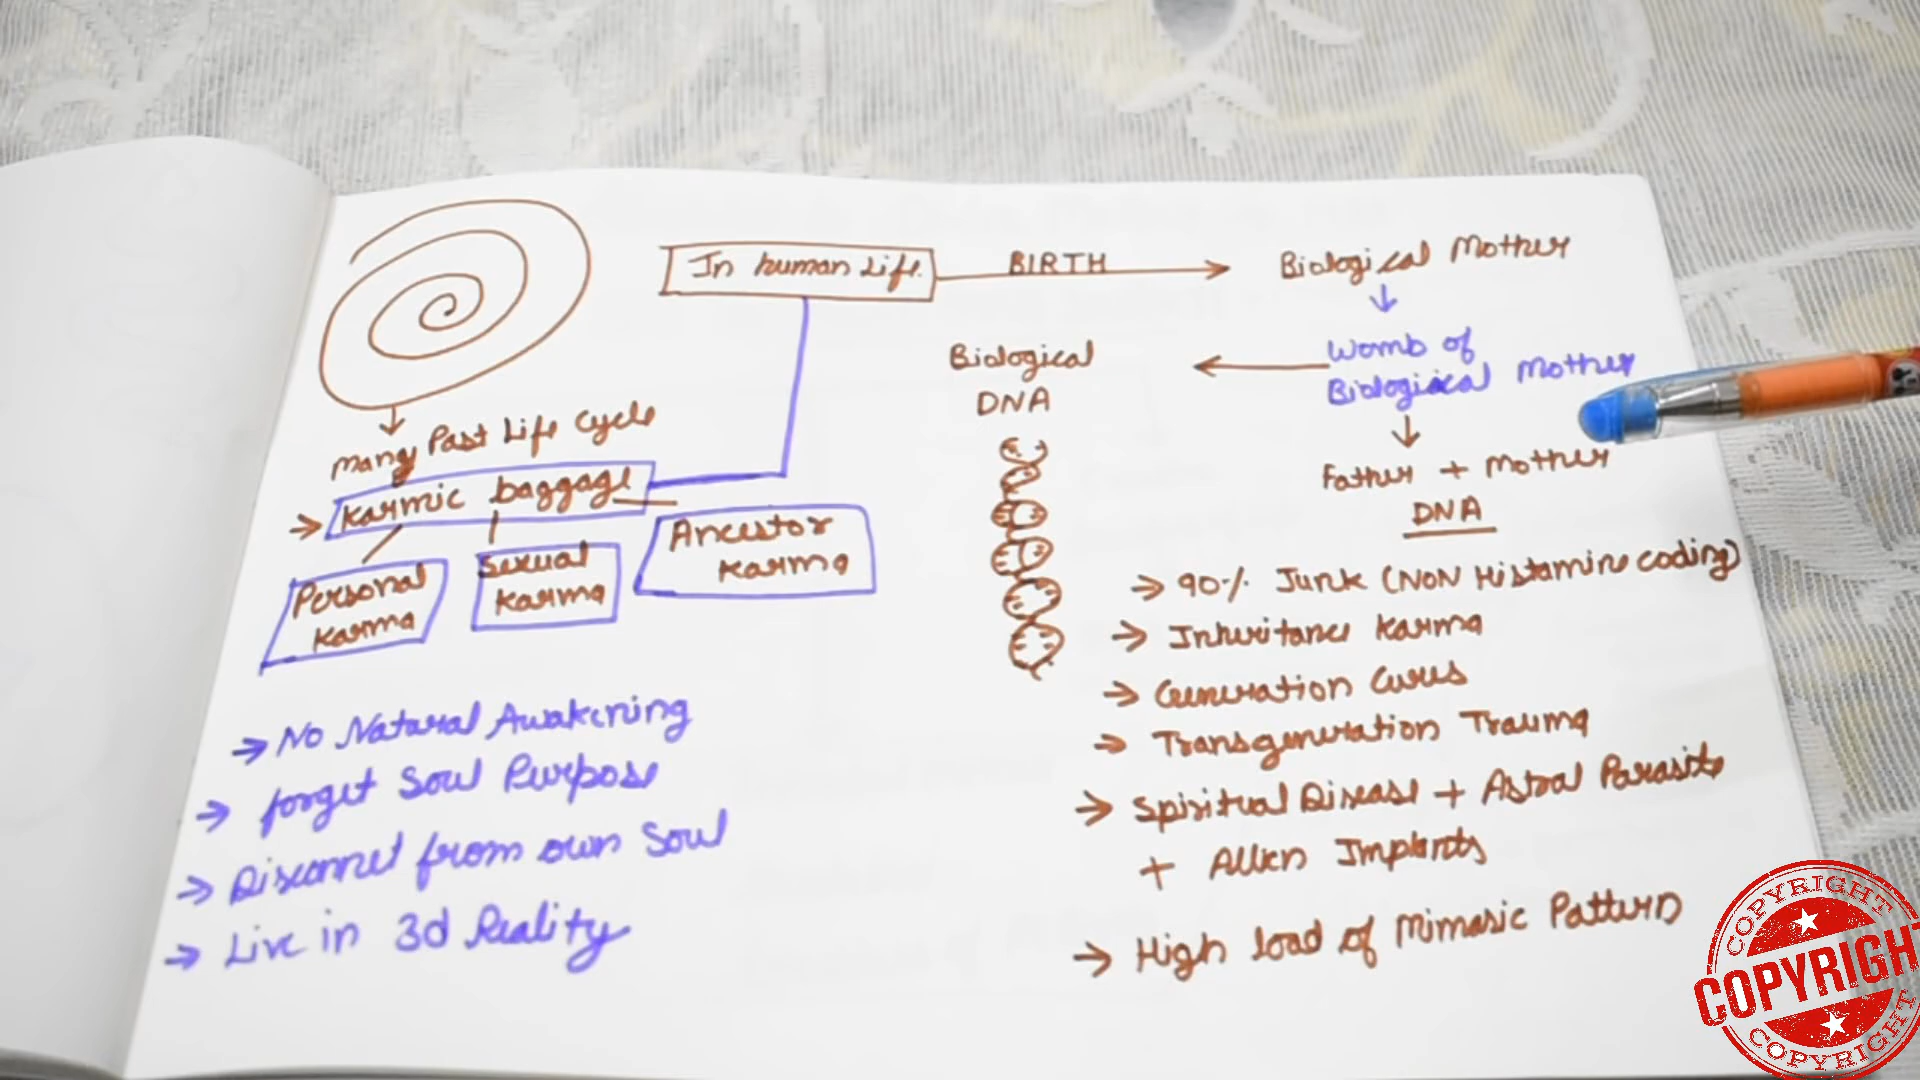 In human Life
BIRTH
Biological Mother
Womb of
Biological Mother
Father + Mother
DNA
Biological
DNA
Many Past Life Cycle
→ Karmic baggage
Personal
Karma
Sexual
Karma
Ancestor
Karma
→ No Natural Awakening
→ forget Soul Purpose
→ Disconnet from own Soul
→ Live in 3d Reality
→ 90% Junk (NON Histamine coding)
→ Inheritance Karma
→ Generation Cures
→ Transgeneration Trauma
→ Spiritual Disease + Astral Parasite
+ Allien Implants
→ High load of Mimasic Pattern
COPYRIGHT
COPYRIGHT
COPYRIGHT